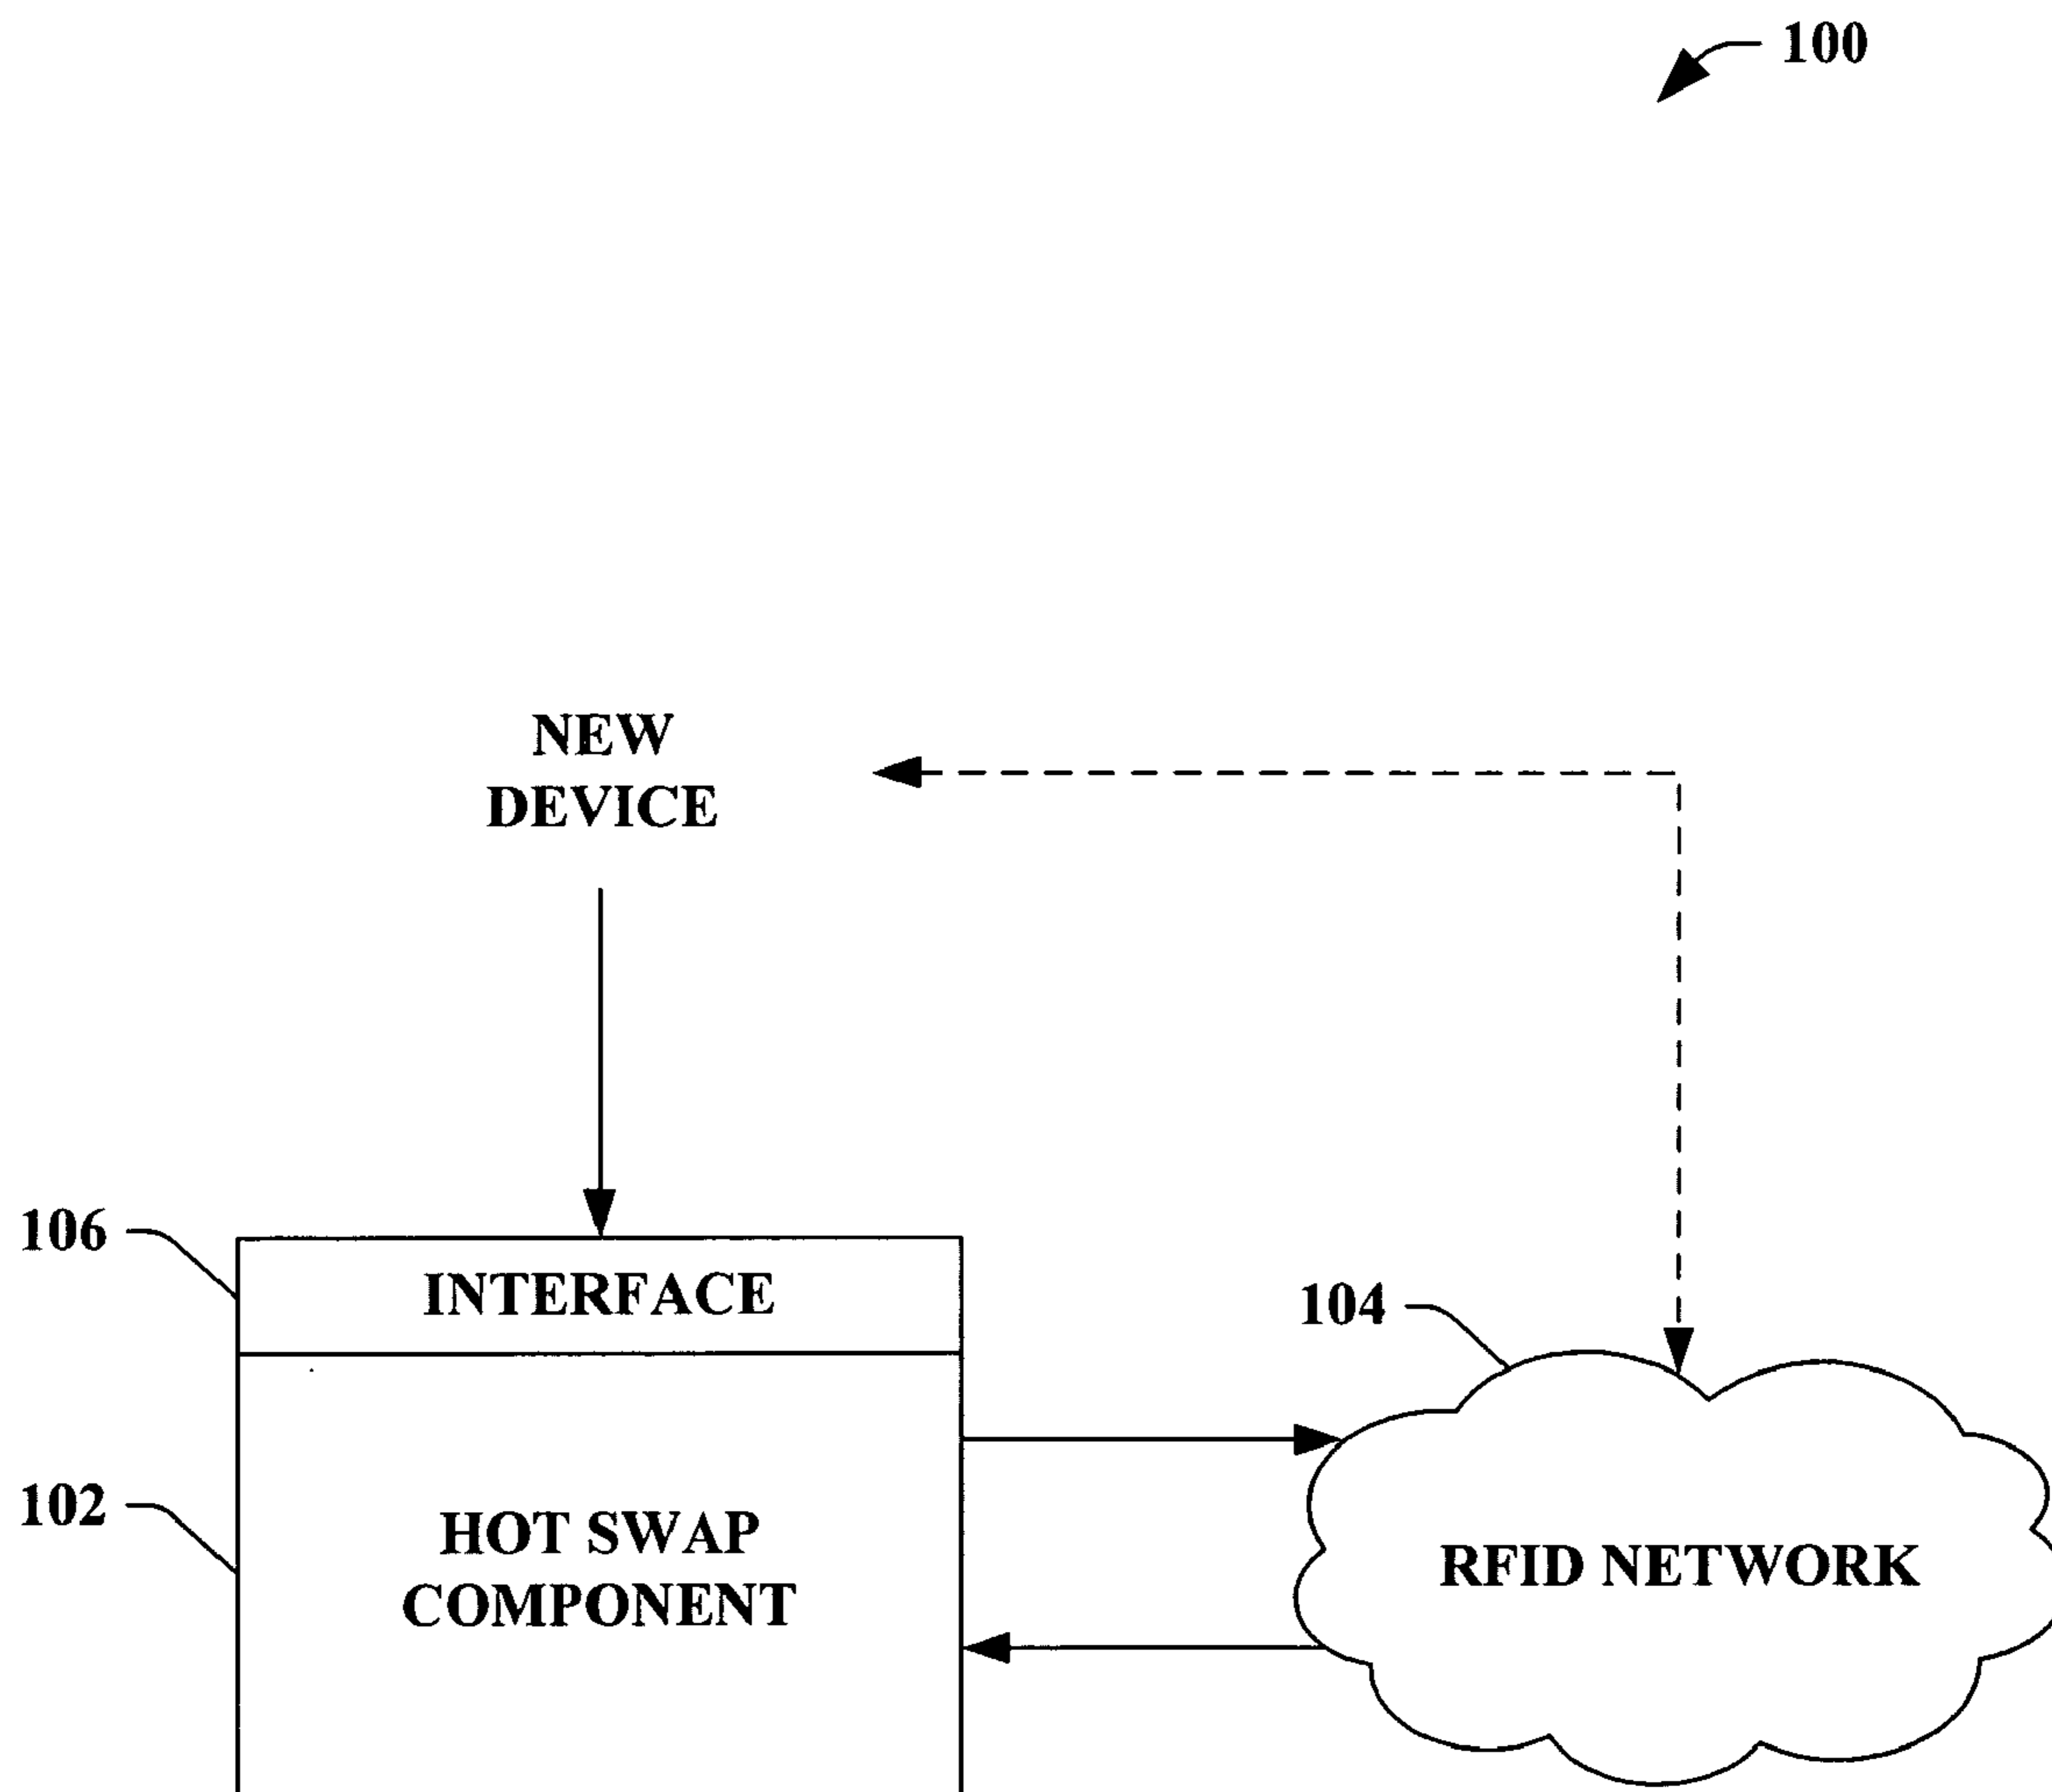 100
NEW
DEVICE
106
INTERFACE
104
102
HOT SWAP
COMPONENT
RFID NETWORK